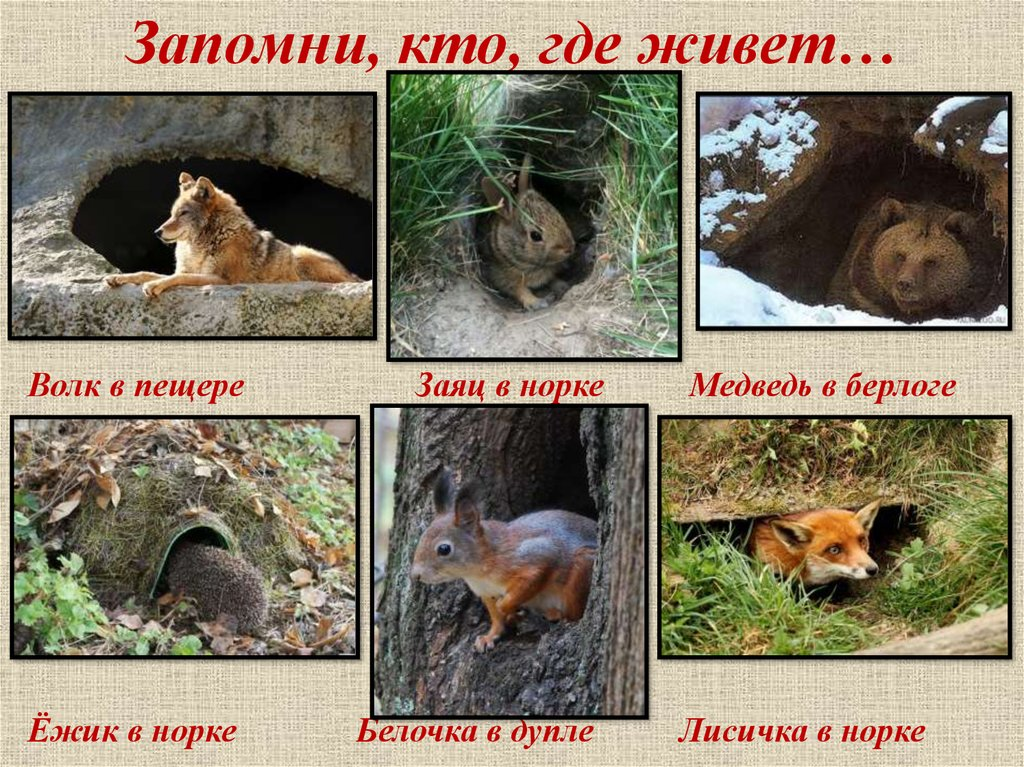 Запомни, кто, где живет…
Волк в пещере
Заяц в норке
Медведь в берлоге
Ёжик в норке
Белочка в дупле
Лисичка в норке